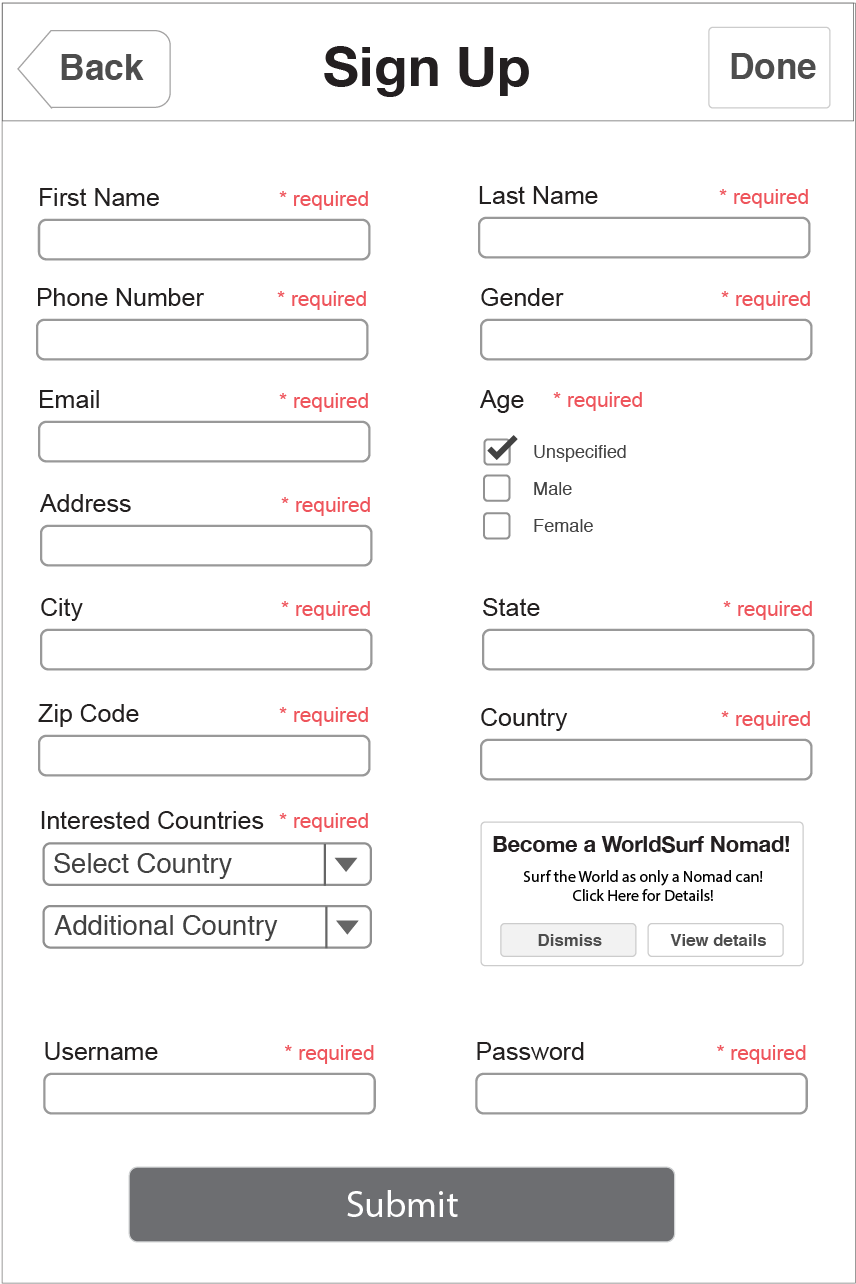 Back
Sign Up
Done
First Name * required
Last Name * required
Phone Number * required
Gender * required
Email * required
Age * required
Unspecified
Male
Female
Address * required
City * required
State * required
Zip Code * required
Country * required
Interested Countries * required
Select Country
Additional Country
Become a WorldSurf Nomad!
Surf the World as only a Nomad can!
Click Here for Details!
Dismiss
View details
Username * required
Password * required
Submit